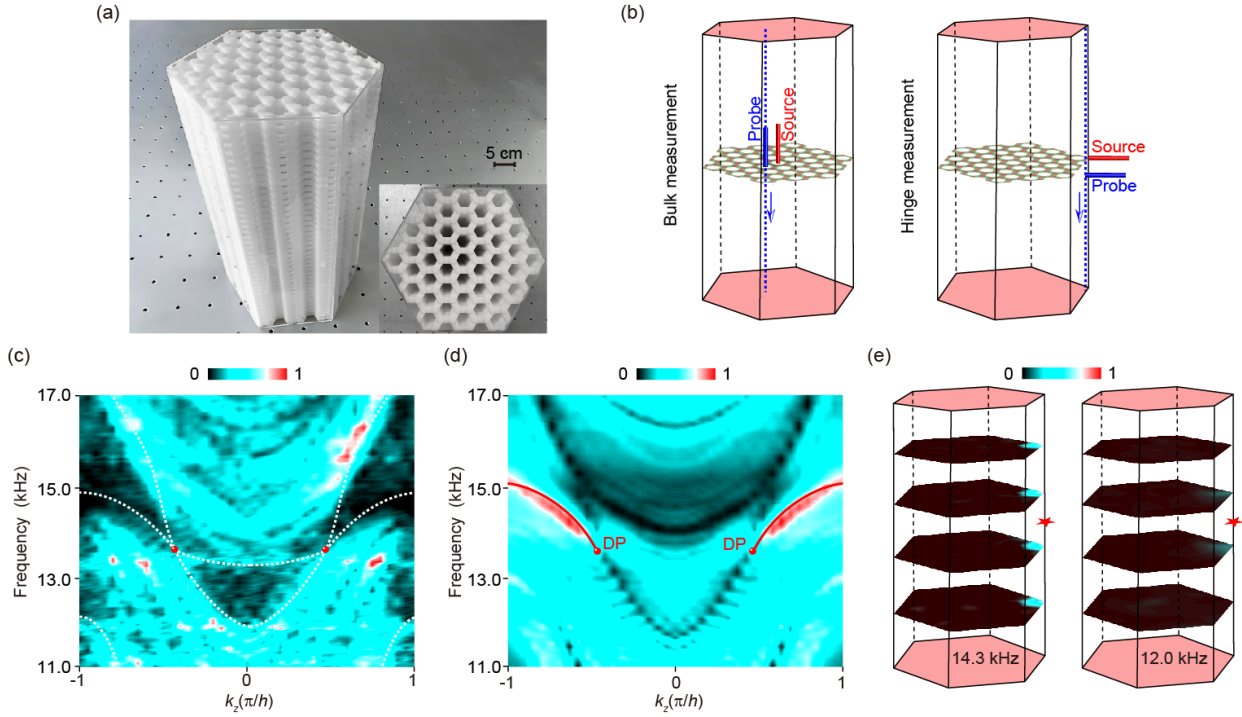 (a)
5 cm
(b)
Bulk measurement
Probe
Source
Hinge measurement
Source
Probe
(c)
0 1
Frequency (kHz)
17.0
15.0
13.0
11.0
-1 0 1
k_z(π/h)
(d)
0 1
Frequency (kHz)
17.0
15.0
13.0
11.0
DP DP
-1 0 1
k_z(π/h)
(e)
0 1
14.3 kHz 12.0 kHz